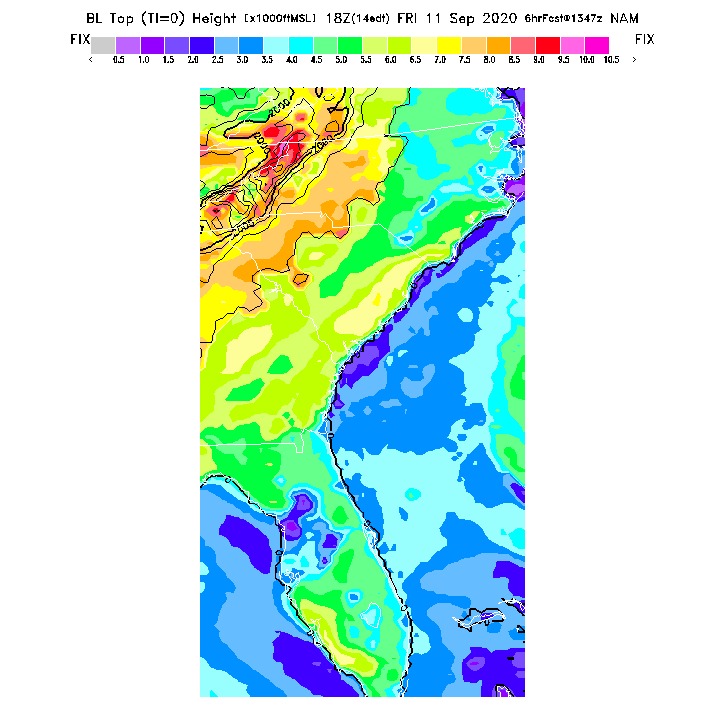 BL Top (TI=0) Height [x1000ftMSL] 18Z(14edt) FRI 11 Sep 2020 6hrFcst@1347z NAM
FIX FIX
< 0.5 1.0 1.5 2.0 2.5 3.0 3.5 4.0 4.5 5.0 5.5 6.0 6.5 7.0 7.5 8.0 8.5 9.0 9.5 10.0 10.5 >
2000
2000
2000